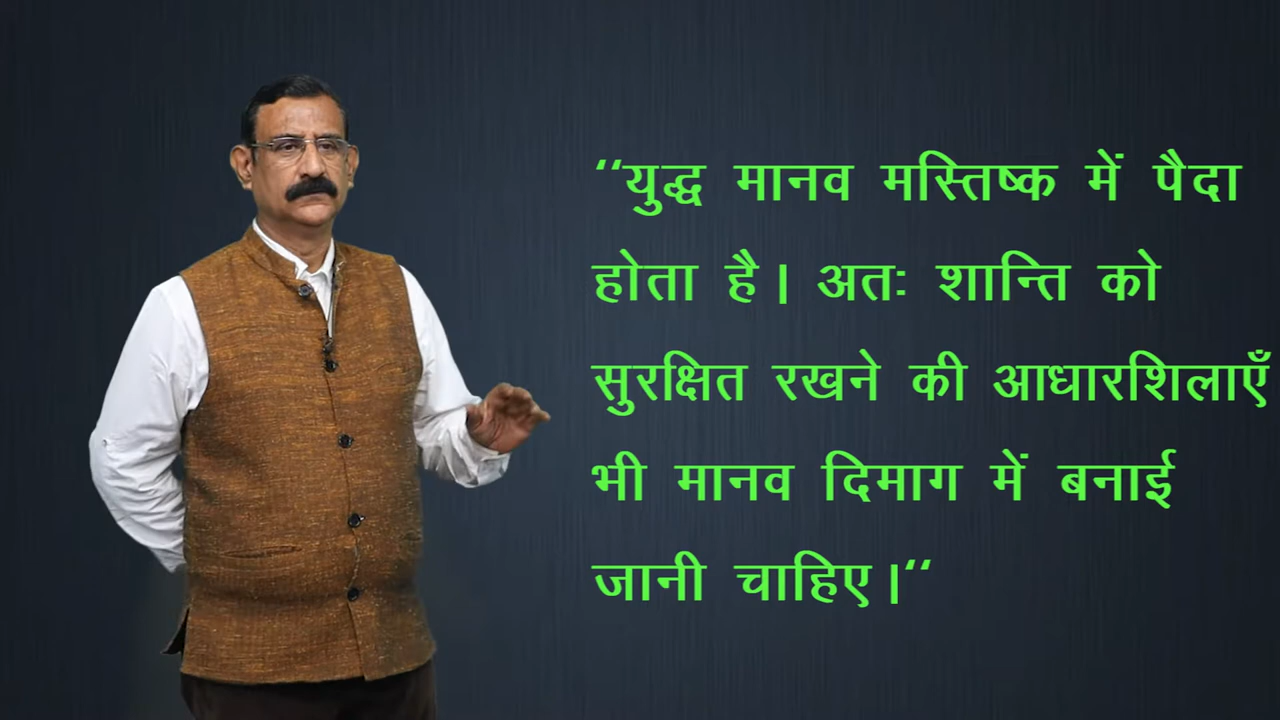 ‘‘युद्ध मानव मस्तिष्क में पैदा
होता है। अतः शान्ति को
सुरक्षित रखने की आधारशिलाएँ
भी मानव दिमाग में बनाई
जानी चाहिए।‘‘